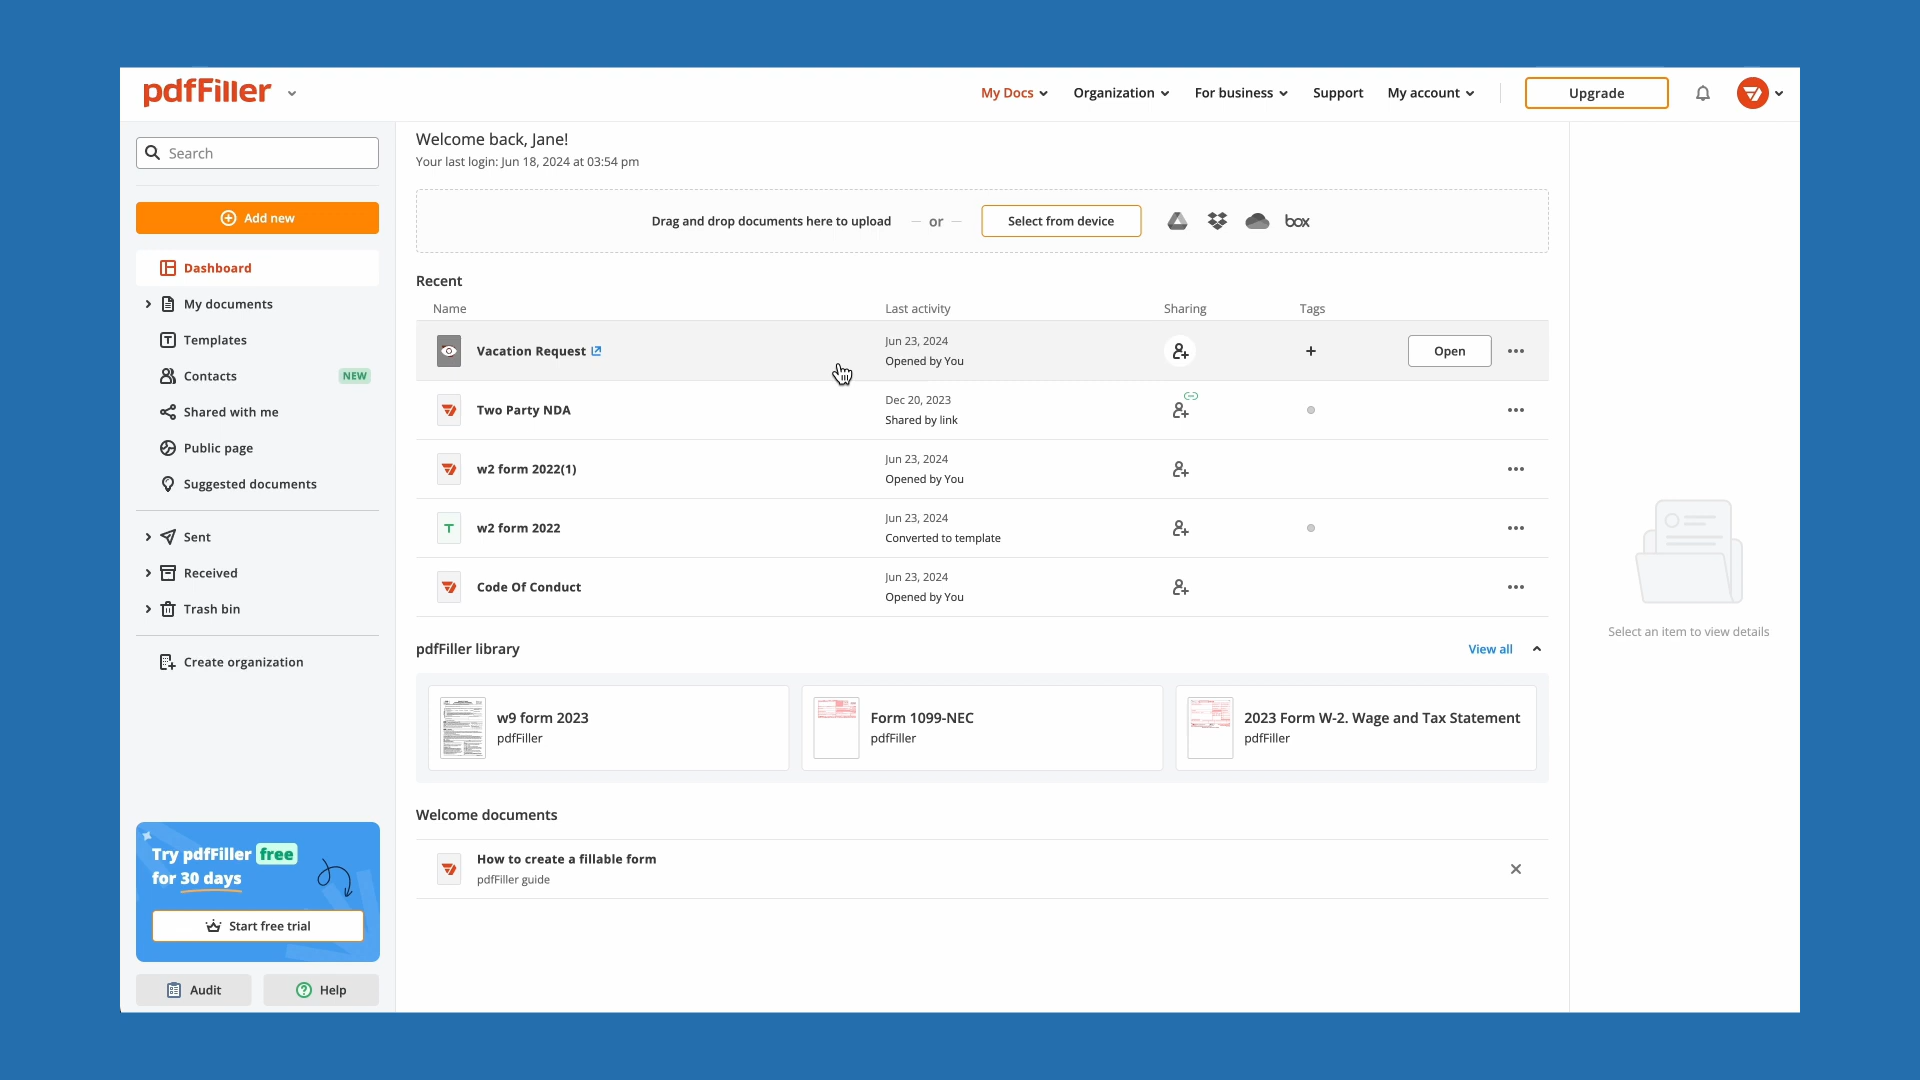 pdfFiller
My Docs
Organization
For business
Support
My account
Upgrade
Search
Add new
Dashboard
My documents
Templates
Contacts
NEW
Shared with me
Public page
Suggested documents
Sent
Received
Trash bin
Create organization
Try pdfFiller free
for 30 days
Start free trial
Audit
Help
Welcome back, Jane!
Your last login: Jun 18, 2024 at 03:54 pm
Drag and drop documents here to upload
or
Select from device
box
Recent
Name
Last activity
Sharing
Tags
Vacation Request
Jun 23, 2024
Opened by You
Open
Two Party NDA
Dec 20, 2023
Shared by link
w2 form 2022(1)
Jun 23, 2024
Opened by You
T
w2 form 2022
Jun 23, 2024
Converted to template
Code Of Conduct
Jun 23, 2024
Opened by You
pdfFiller library
View all
w9 form 2023
pdfFiller
Form 1099-NEC
pdfFiller
2023 Form W-2. Wage and Tax Statement
pdfFiller
Welcome documents
How to create a fillable form
pdfFiller guide
Select an item to view details